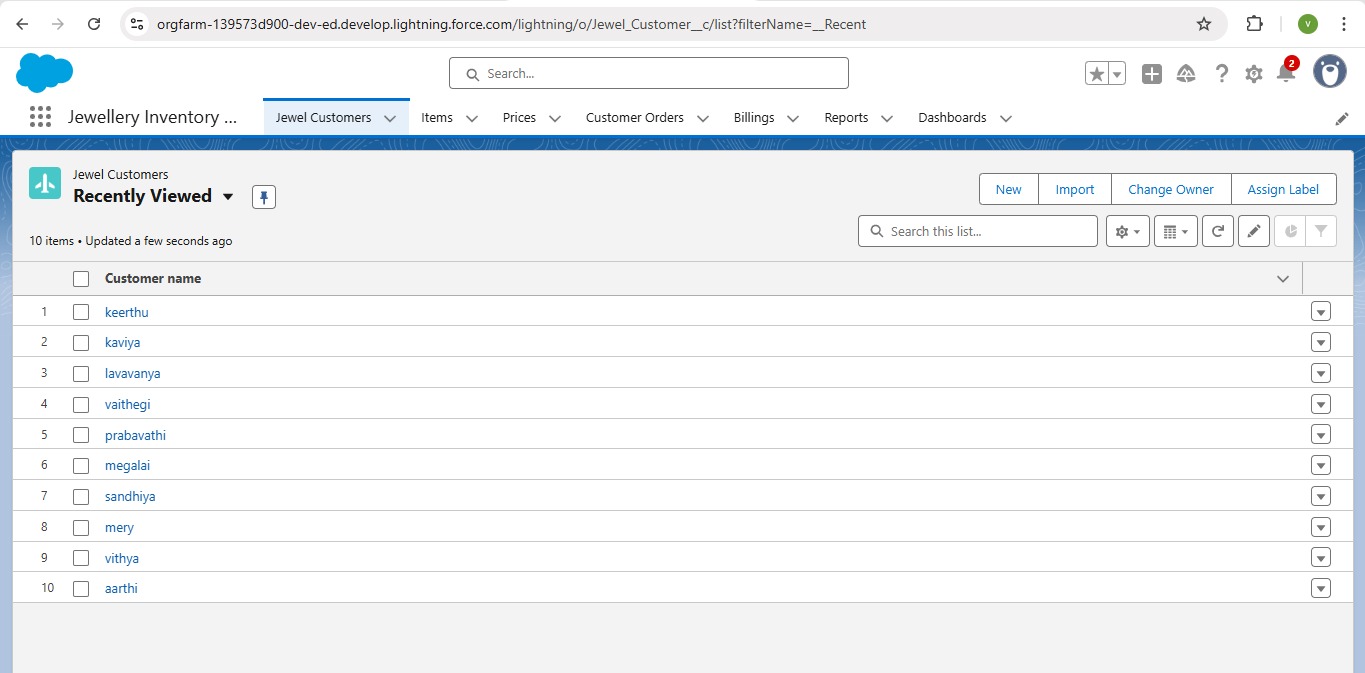 orgfarm-139573d900-dev-ed.develop.lightning.force.com/lightning/o/Jewel_Customer__c/list?filterName=__Recent
V
Search...
2
Jewellery Inventory ... Jewel Customers Items Prices Customer Orders Billings Reports Dashboards
Jewel Customers
Recently Viewed
New Import Change Owner Assign Label
10 items • Updated a few seconds ago
Search this list...
Customer name
1 keerthu
2 kaviya
3 lavavanya
4 vaithegi
5 prabavathi
6 megalai
7 sandhiya
8 mery
9 vithya
10 aarthi